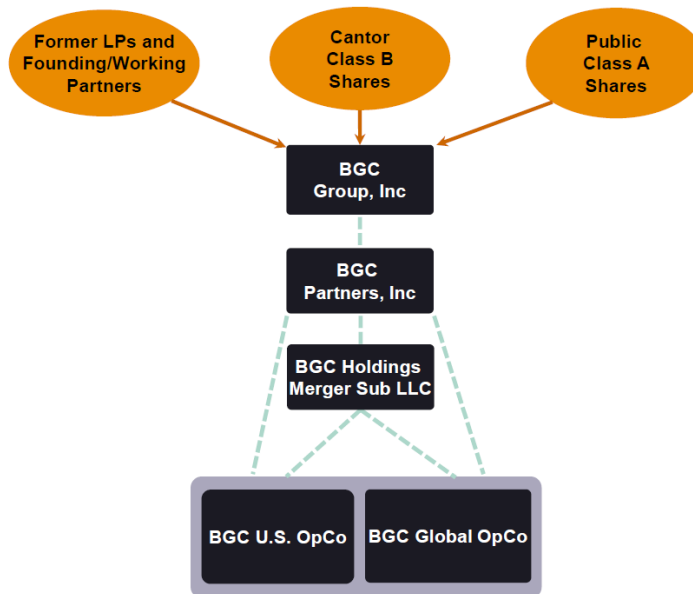 Former LPs and
Founding/Working
Partners
Cantor
Class B
Shares
Public
Class A
Shares
BGC
Group, Inc
BGC
Partners, Inc
BGC Holdings
Merger Sub LLC
BGC U.S. OpCo
BGC Global OpCo